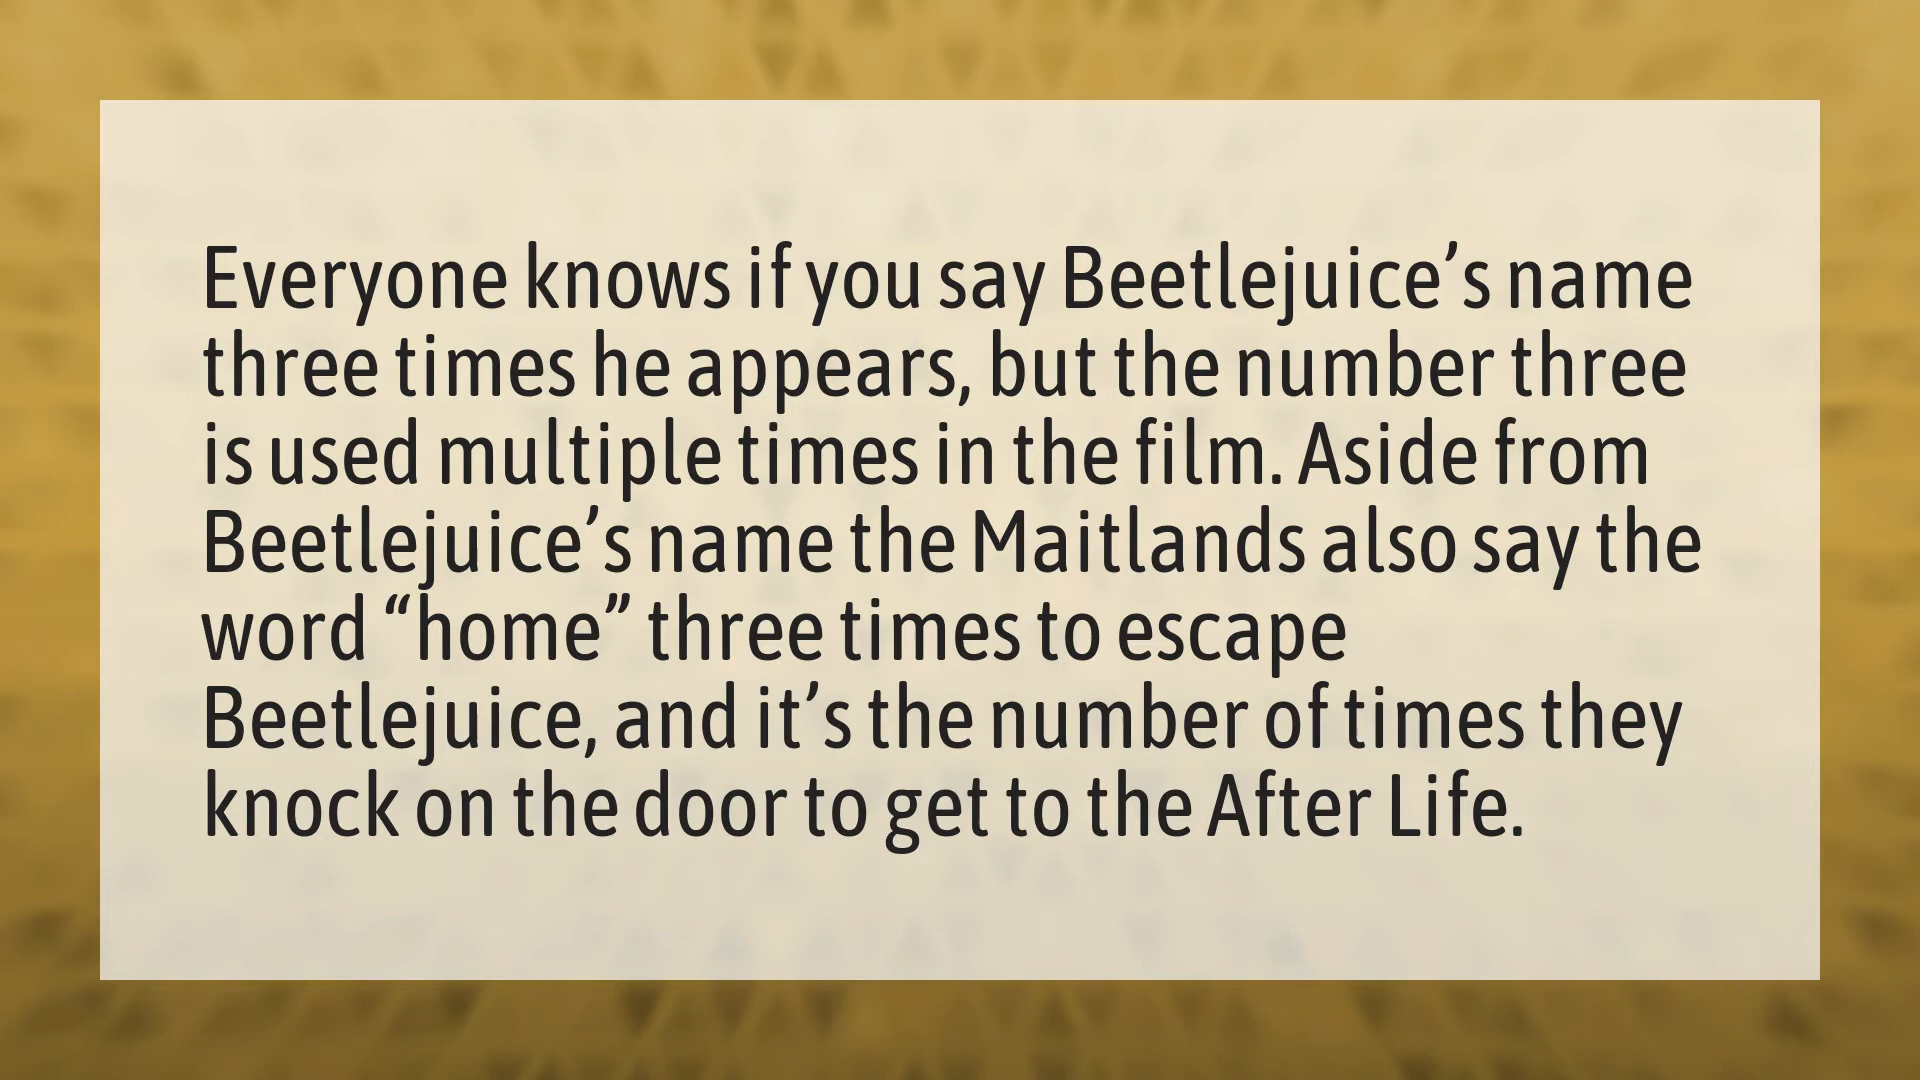 Everyone knows if you say Beetlejuice’s name
three times he appears, but the number three
is used multiple times in the film. Aside from
Beetlejuice’s name the Maitlands also say the
word “home” three times to escape
Beetlejuice, and it’s the number of times they
knock on the door to get to the After Life.